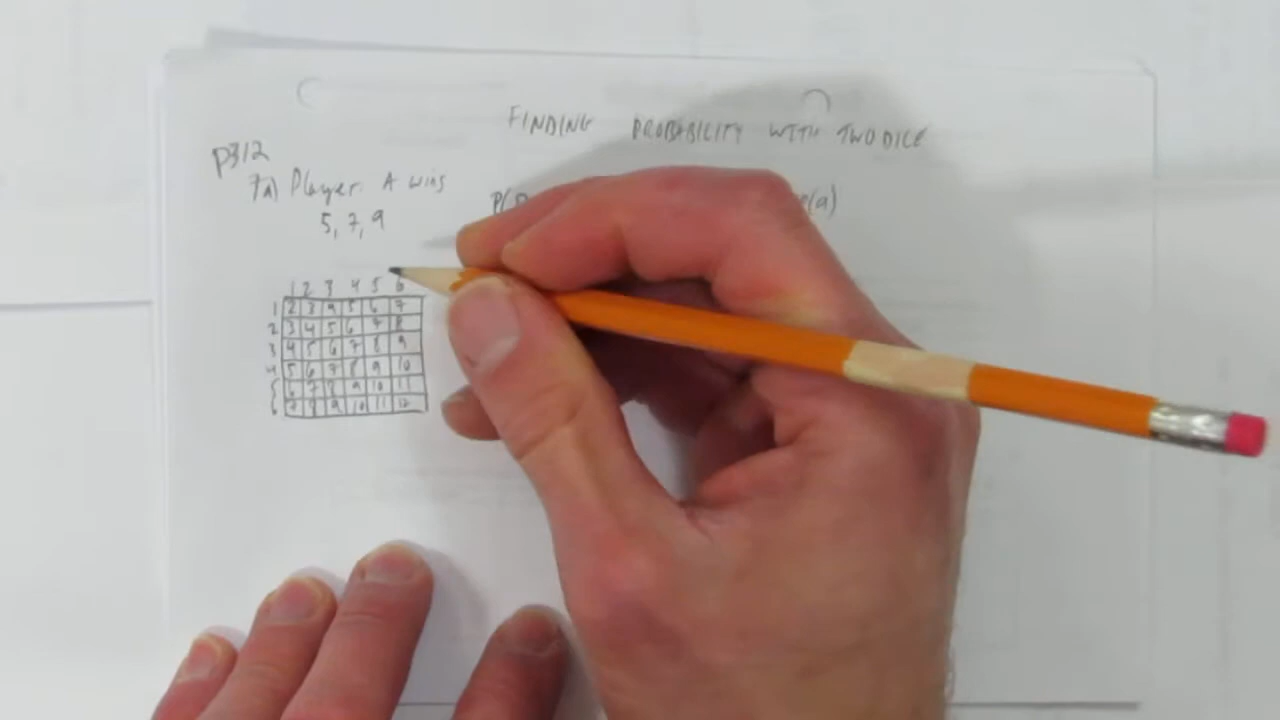 FINDING PROBABILITY WITH TWO DICE
p312
7a) Player A wins
5, 7, 9
1 2 3 4 5 6
1 2 3 4 5 6 7
2 3 4 5 6 7 8
3 4 5 6 7 8 9
4 5 6 7 8 9 10
5 6 7 8 9 10 11
6 7 8 9 10 11 12